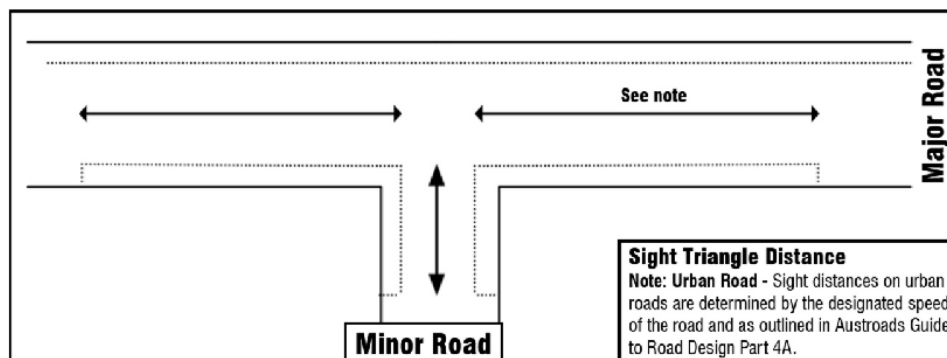 See note
Major Road
Sight Triangle Distance
Note: Urban Road - Sight distances on urban
roads are determined by the designated speed
of the road and as outlined in Austroads Guide
to Road Design Part 4A.
Minor Road